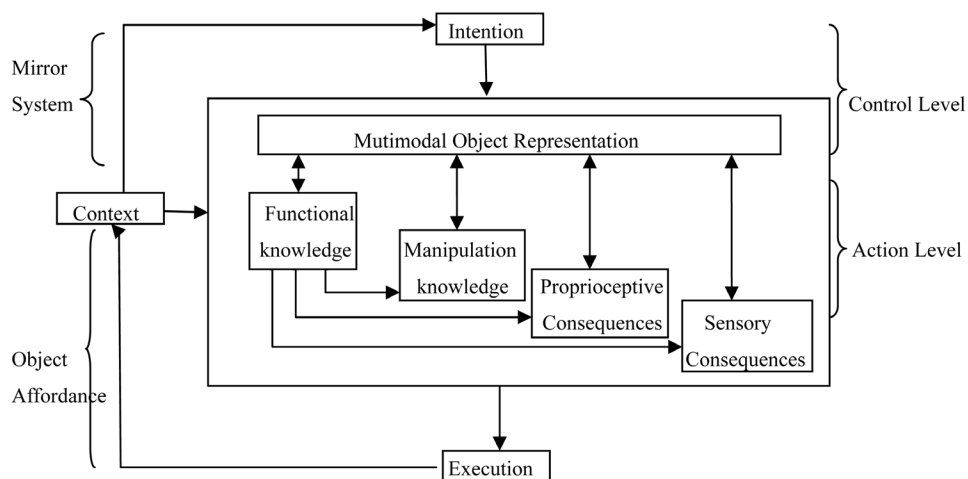 Intention
Mirror
System
Control Level
Mutimodal Object Representation
Context
Functional
knowledge
Manipulation
knowledge
Action Level
Proprioceptive
Consequences
Sensory
Consequences
Object
Affordance
Execution